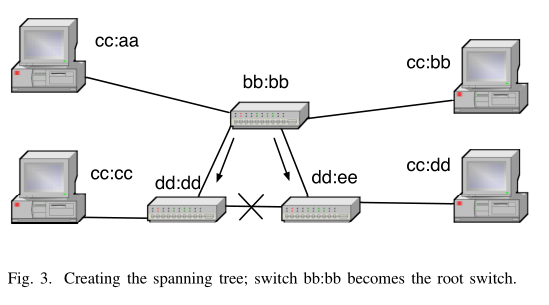 cc:aa
cc:bb
bb:bb
cc:cc
dd:dd
dd:ee
cc:dd
Fig. 3. Creating the spanning tree; switch bb:bb becomes the root switch.